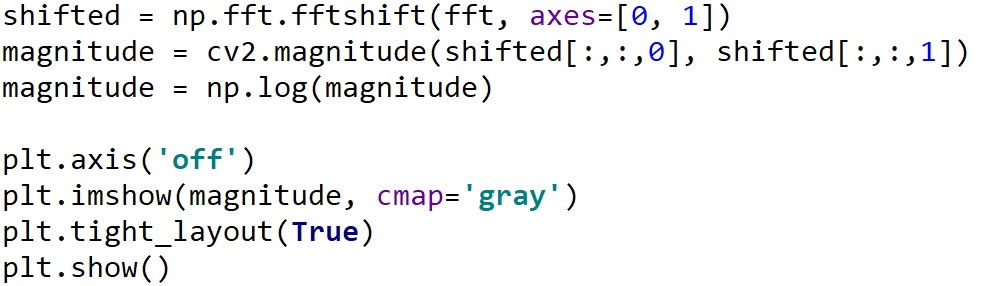 shifted = np.fft.fftshift(fft, axes=[0, 1])
magnitude = cv2.magnitude(shifted[:,:,0], shifted[:,:,1])
magnitude = np.log(magnitude)
plt.axis('off')
plt.imshow(magnitude, cmap='gray')
plt.tight_layout(True)
plt.show()